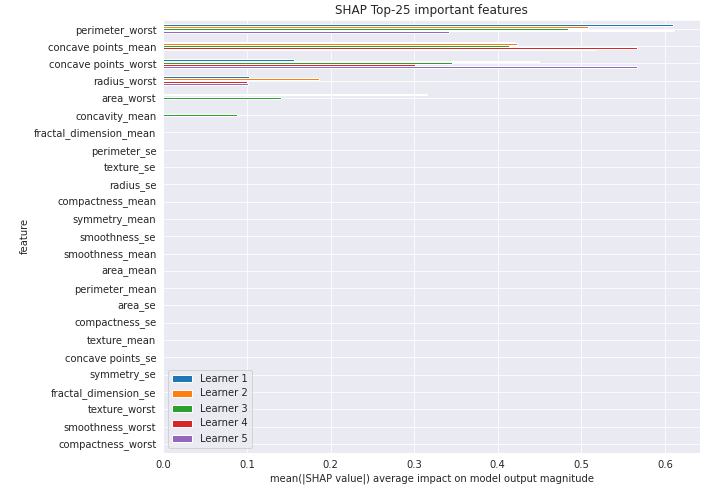 SHAP Top-25 important features
perimeter_worst
concave points_mean
concave points_worst
radius_worst
area_worst
concavity_mean
fractal_dimension_mean
perimeter_se
texture_se
radius_se
compactness_mean
symmetry_mean
smoothness_se
smoothness_mean
area_mean
perimeter_mean
area_se
compactness_se
texture_mean
concave points_se
symmetry_se
fractal_dimension_se
texture_worst
smoothness_worst
compactness_worst
feature
Learner 1
Learner 2
Learner 3
Learner 4
Learner 5
0.0 0.1 0.2 0.3 0.4 0.5 0.6
mean(|SHAP value|) average impact on model output magnitude